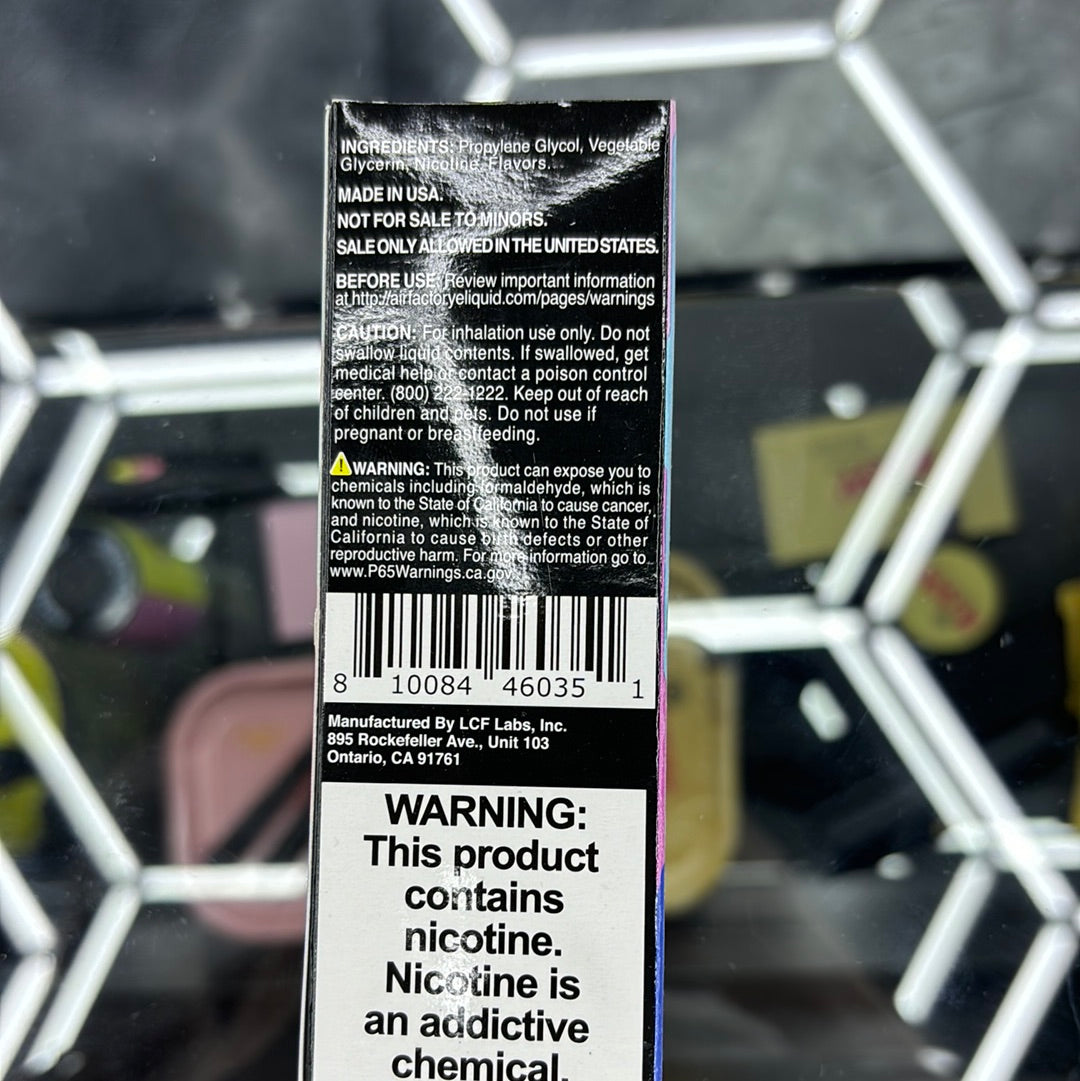 INGREDIENTS: Propylene Glycol, Vegetable
Glycerin, Nicotine, Flavors.
MADE IN USA.
NOT FOR SALE TO MINORS.
SALE ONLY ALLOWED IN THE UNITED STATES.
BEFORE USE: Review important information
at http://airfactoryeliquid.com/pages/warnings
CAUTION: For inhalation use only. Do not
swallow liquid contents. If swallowed, get
medical help or contact a poison control
center. (800) 222-1222. Keep out of reach
of children and pets. Do not use if
pregnant or breastfeeding.
WARNING: This product can expose you to
chemicals including formaldehyde, which is
known to the State of California to cause cancer,
and nicotine, which is known to the State of
California to cause birth defects or other
reproductive harm. For more information go to
www.P65Warnings.ca.gov
8 10084 46035 1
Manufactured By LCF Labs, Inc.
895 Rockefeller Ave., Unit 103
Ontario, CA 91761
WARNING:
This product
contains
nicotine.
Nicotine is
an addictive
chemical.